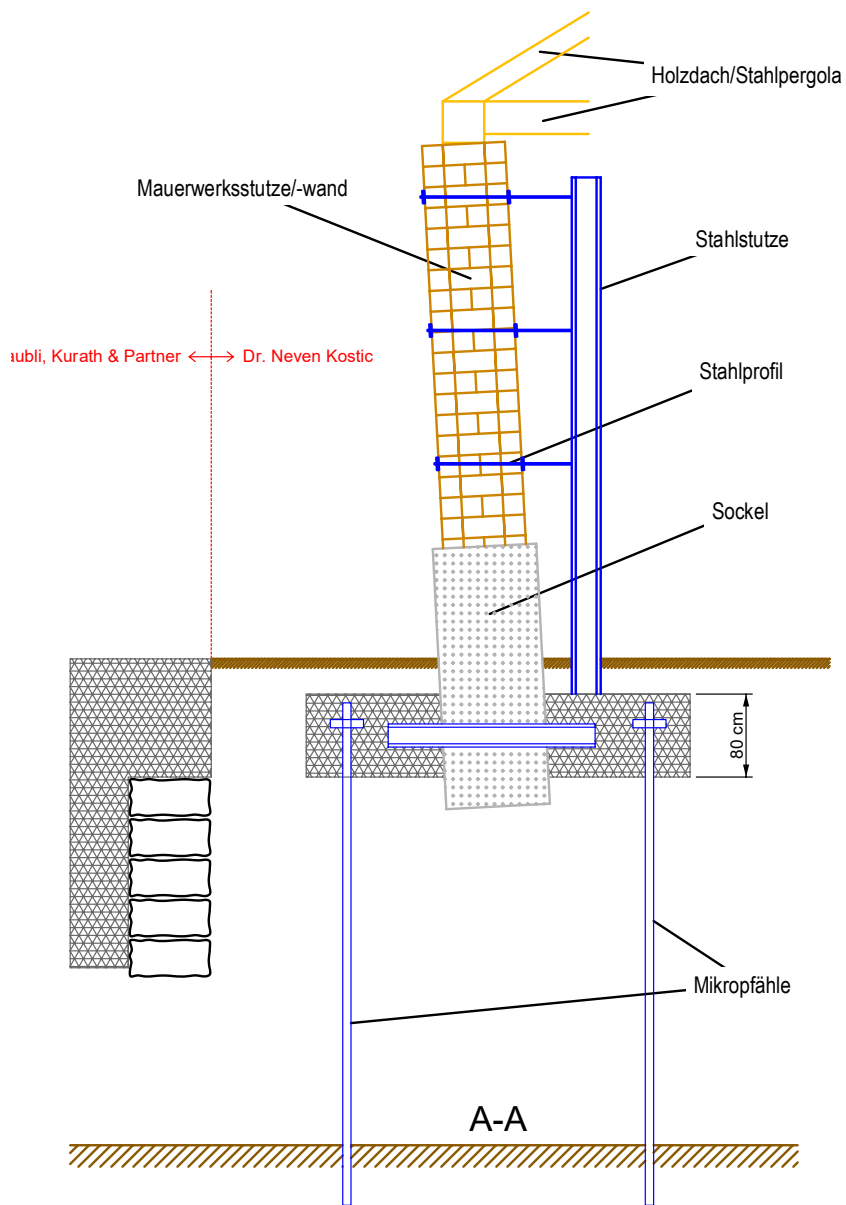 Holzdach/Stahlpergola
Mauerwerksstutze/-wand
Stahlstutze
aubli, Kurath & Partner
Dr. Neven Kostic
Stahlprofil
Sockel
80 cm
Mikropfähle
A-A